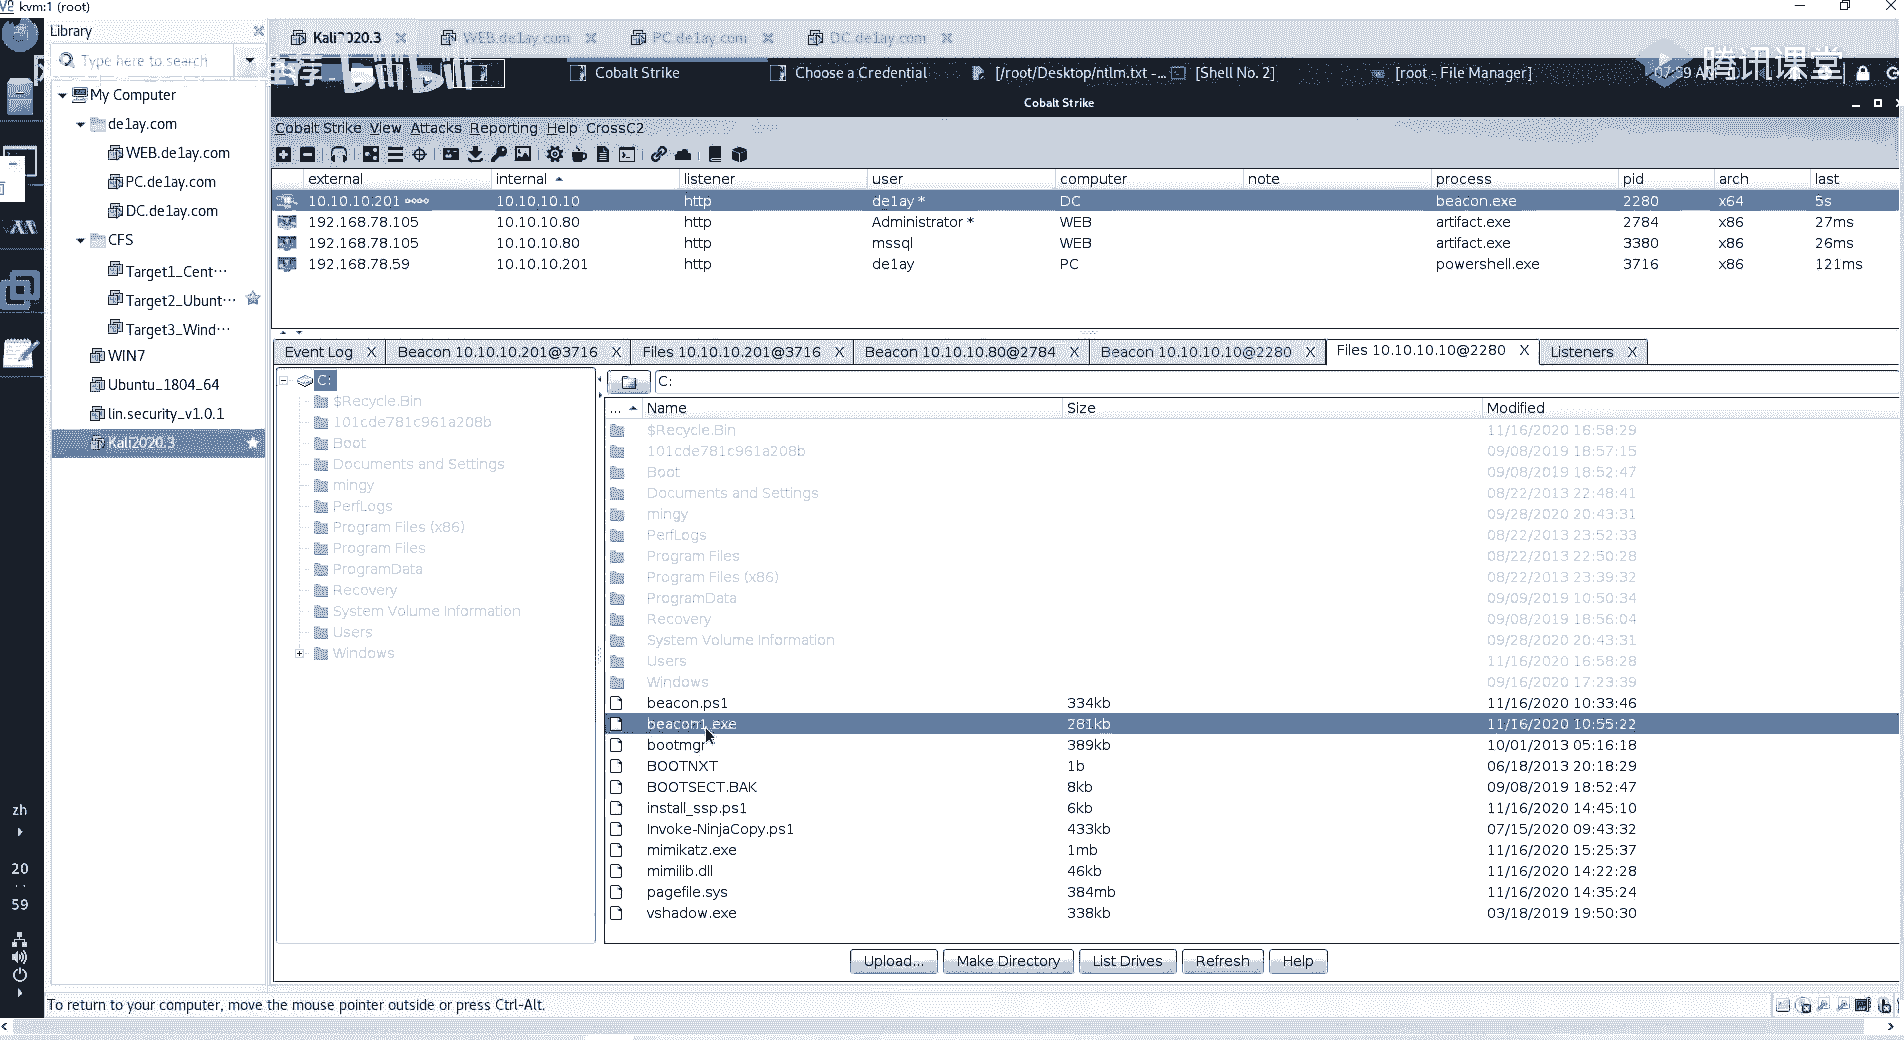 kvm:1 (root)
Library
Type here to search
My Computer
de1ay.com
WEB.de1ay.com
PC.de1ay.com
DC.de1ay.com
CFS
Target1_Cent···
Target2_Ubunt···
Target3_Wind···
WIN7
Ubuntu_1804_64
lin.security_v1.0.1
Kali2020.3
zh
20
··
59
Kali2020.3 WEB.de1ay.com PC.de1ay.com DC.de1ay.com
bilibili
Cobalt Strike Choose a Credential [/root/Desktop/ntlm.txt -... [Shell No. 2] [root - File Manager]
腾讯课堂
Cobalt Strike
Cobalt Strike View Attacks Reporting Help CrossC2
external internal listener user computer note process pid arch last
10.10.10.201 10.10.10.10 http de1ay * DC beacon.exe 2280 x64 5s
192.168.78.105 10.10.10.80 http Administrator * WEB artifact.exe 2784 x86 27ms
192.168.78.105 10.10.10.80 http mssql WEB artifact.exe 3380 x86 26ms
192.168.78.59 10.10.10.201 http de1ay PC powershell.exe 3716 x86 121ms
Event Log X Beacon 10.10.10.201@3716 X Files 10.10.10.201@3716 X Beacon 10.10.10.80@2784 X Beacon 10.10.10.10@2280 X Files 10.10.10.10@2280 X Listeners X
C:
$Recycle.Bin
101cde781c961a208b
Boot
Documents and Settings
mingy
PerfLogs
Program Files (x86)
Program Files
ProgramData
Recovery
System Volume Information
Users
Windows
C:
... Name Size Modified
$Recycle.Bin 11/16/2020 16:58:29
101cde781c961a208b 09/08/2019 18:57:15
Boot 09/08/2019 18:52:47
Documents and Settings 08/22/2013 22:48:41
mingy 09/28/2020 20:43:31
PerfLogs 08/22/2013 23:52:33
Program Files 08/22/2013 22:50:28
Program Files (x86) 08/22/2013 23:39:32
ProgramData 09/09/2019 10:50:34
Recovery 09/08/2019 18:56:04
System Volume Information 09/28/2020 20:43:31
Users 11/16/2020 16:58:28
Windows 09/16/2020 17:23:39
beacon.ps1 334kb 11/16/2020 10:33:46
beacon1.exe 281kb 11/16/2020 10:55:22
bootmgr 389kb 10/01/2013 05:16:18
BOOTNXT 1b 06/18/2013 20:18:29
BOOTSECT.BAK 8kb 09/08/2019 18:52:47
install_ssp.ps1 6kb 11/16/2020 14:45:10
Invoke-NinjaCopy.ps1 433kb 07/15/2020 09:43:32
mimikatz.exe 1mb 11/16/2020 15:25:37
mimilib.dll 46kb 11/16/2020 14:22:28
pagefile.sys 384mb 11/16/2020 14:35:24
vshadow.exe 338kb 03/18/2019 19:50:30
Upload... Make Directory List Drives Refresh Help
To return to your computer, move the mouse pointer outside or press Ctrl-Alt.